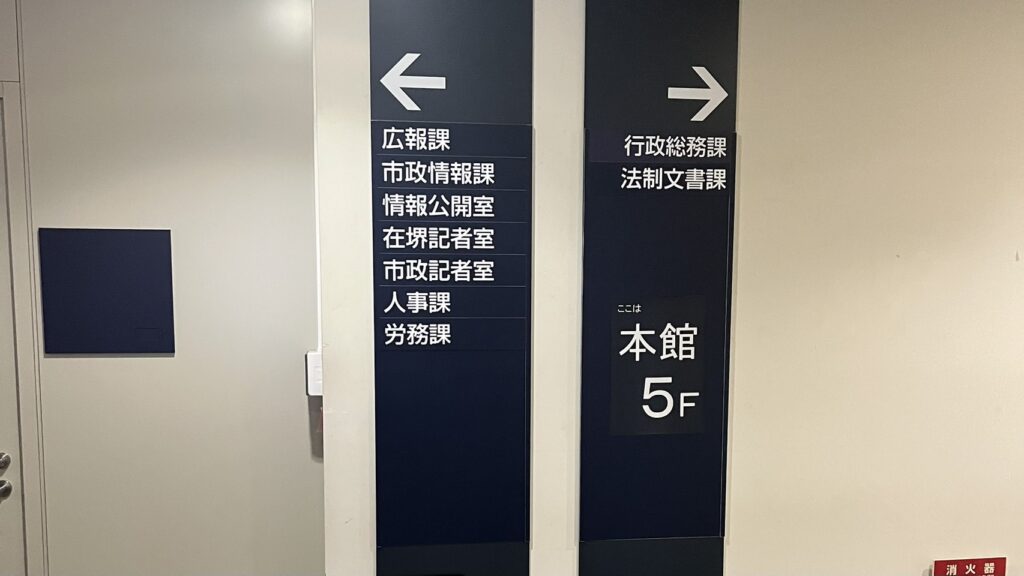 ←
広報課
市政情報課
情報公開室
在堺記者室
市政記者室
人事課
労務課
→
行政総務課
法制文書課
ここは
本館
5F
消火器